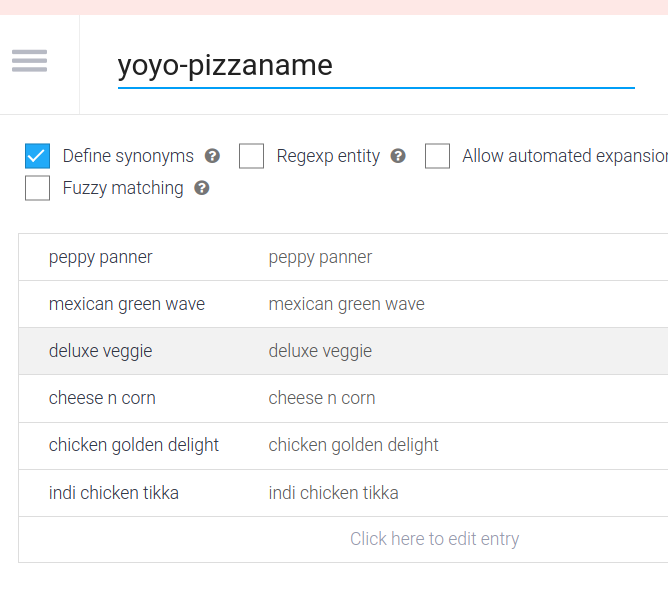 yoyo-pizzaname
Define synonyms ? Regexp entity ? Allow automated expansion
Fuzzy matching ?
peppy panner peppy panner
mexican green wave mexican green wave
deluxe veggie deluxe veggie
cheese n corn cheese n corn
chicken golden delight chicken golden delight
indi chicken tikka indi chicken tikka
Click here to edit entry